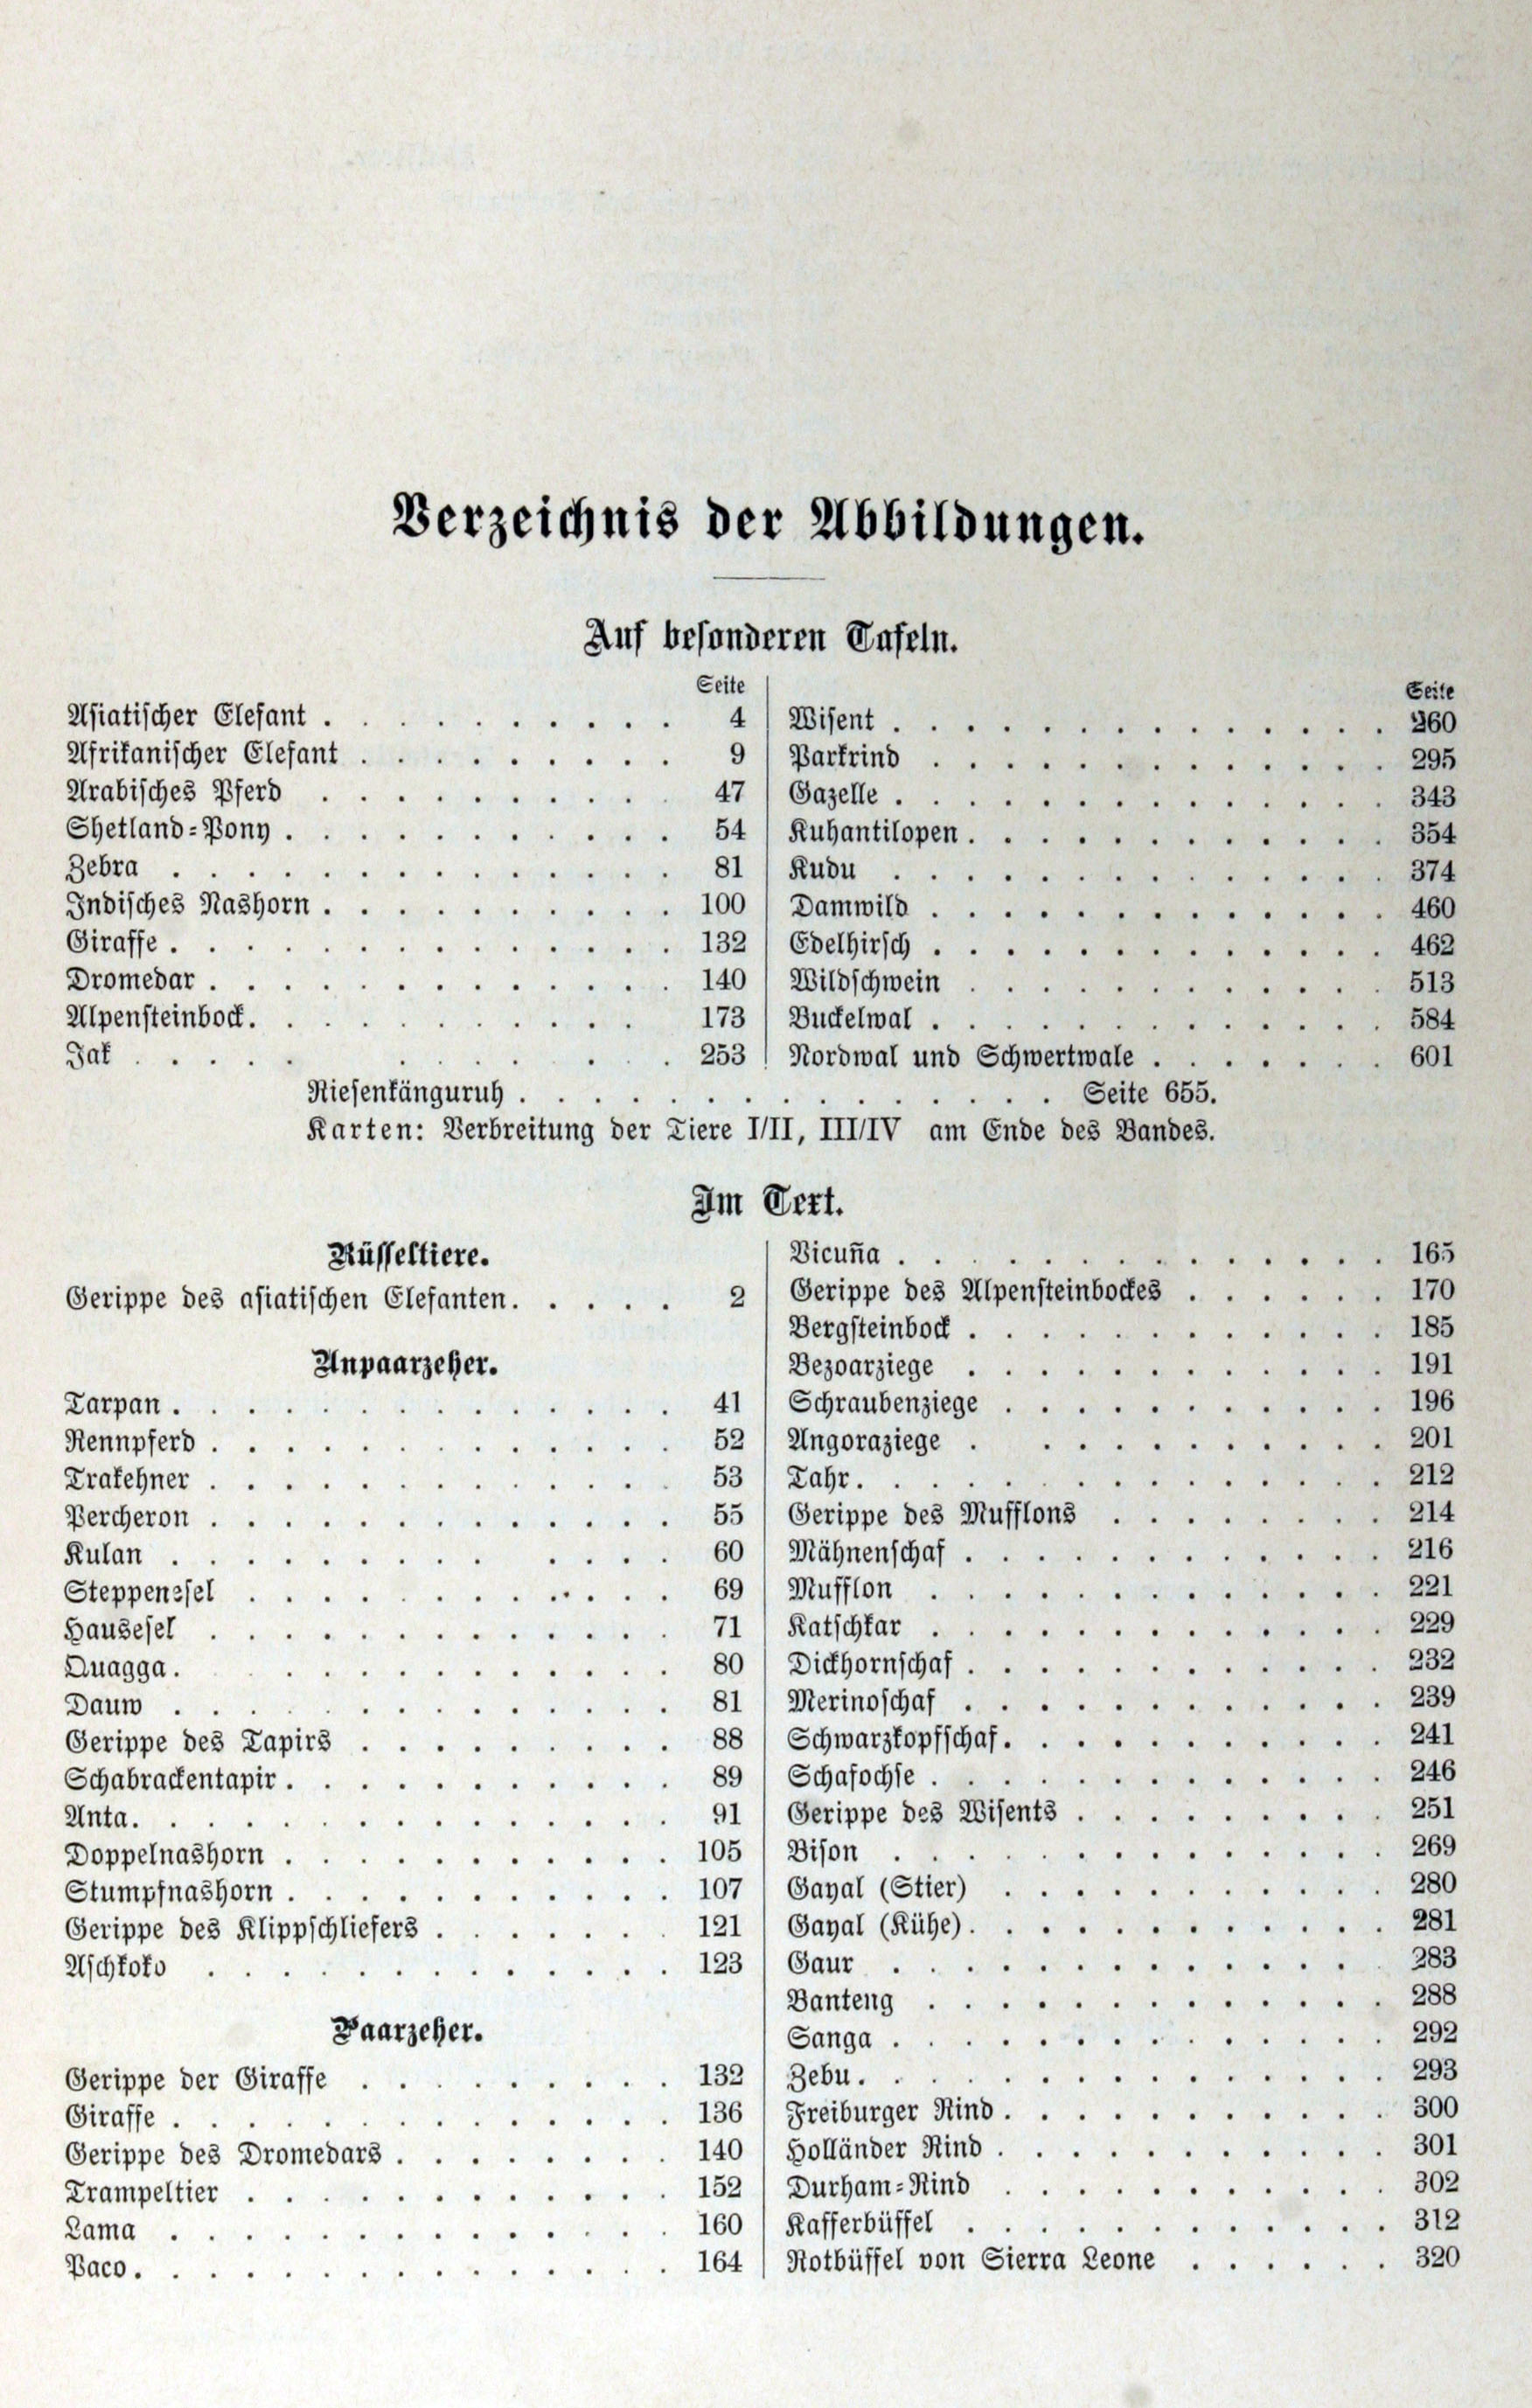 Verzeichnis der Abbildungen.
Auf besonderen Tafeln.
Seite
Asiatischer Elefant . . . . . . . . . . 4
Afrikanischer Elefant . . . . . . . . . 9
Arabisches Pferd . . . . . . . . . . 47
Shetland-Pony . . . . . . . . . . . 54
Zebra . . . . . . . . . . . . . . 81
Indisches Nashorn . . . . . . . . . . 100
Giraffe . . . . . . . . . . . . . . 132
Dromedar . . . . . . . . . . . . . 140
Alpensteinbock . . . . . . . . . . . 173
Jak . . . . . . . . . . 253
Seite
Wisent . . . . . . . . . . . . . . 260
Parkrind . . . . . . . . . . . . . 295
Gazelle . . . . . . . . . . . . . . 343
Kuhantilopen . . . . . . . . . . . . 354
Kudu . . . . . . . . . . . . . . 374
Damwild . . . . . . . . . . . . . 460
Edelhirsch . . . . . . . . . . . . . 462
Wildschwein . . . . . . . . . . . . 513
Buckelwal . . . . . . . . . . . . . 584
Nordwal und Schwertwale . . . . . . . 601
Riesenkänguruh . . . . . . . . . . . . . . Seite 655.
Karten: Verbreitung der Tiere I/II, III/IV am Ende des Bandes.
Im Text.
Rüsseltiere.
Gerippe des asiatischen Elefanten . . . . . 2
Unpaarzeher.
Tarpan . . . . . . . . . . . . . . 41
Rennpferd . . . . . . . . . . . . . 52
Trakehner . . . . . . . . . . . . . 53
Percheron . . . . . . . . . . . . . 55
Kulan . . . . . . . . . . . . . 60
Steppenesel . . . . . . . . . . . . 69
Hausesel . . . . . . . . . . . . . 71
Quagga . . . . . . . . . . . . 80
Dauw . . . . . . . . . . . . 81
Gerippe des Tapirs . . . . . . . . . 88
Schabrackentapir . . . . . . . . . . . 89
Anta . . . . . . . . . . . . . . 91
Doppelnashorn . . . . . . . . . . . 105
Stumpfnashorn . . . . . . . . . . . 107
Gerippe des Klippschliefers . . . . . . . 121
Aschkoko . . . . . . . . . . . . . 123
Paarzeher.
Gerippe der Giraffe . . . . . . . . . 132
Giraffe . . . . . . . . . . . . . . 136
Gerippe des Dromedars . . . . . . . . 140
Trampeltier . . . . . . . . . . . . 152
Lama . . . . . . . . . . . . . . 160
Paco . . . . . . . . . . . . . . . 164
Vicuña . . . . . . . . . . . . . 165
Gerippe des Alpensteinbockes . . . . . . 170
Bergsteinbock . . . . . . . . . . . . 185
Bezoarziege . . . . . . . . . . . . 191
Schraubenziege . . . . . . . . . . . 196
Angoraziege . . . . . . . . . . . 201
Tahr . . . . . . . . . . . . . . 212
Gerippe des Mufflons . . . . . . . . 214
Mähnenschaf . . . . . . . . . . . . 216
Mufflon . . . . . . . . . . . . . 221
Katschkar . . . . . . . . . . . . . 229
Dickhornschaf . . . . . . . . . . . . 232
Merinoschaf . . . . . . . . . . . . 239
Schwarzkopfschaf . . . . . . . . . . . 241
Schafochse . . . . . . . . . . . . . 246
Gerippe des Wisents . . . . . . . . . 251
Bison . . . . . . . . . . . . . 269
Gayal (Stier) . . . . . . . . . . . 280
Gayal (Kühe) . . . . . . . . . . . . 281
Gaur . . . . . . . . . . . . . . 283
Banteng . . . . . . . . . . . . . 288
Sanga . . . . . . . . . . . . . . 292
Zebu . . . . . . . . . . . . . . 293
Freiburger Rind . . . . . . . . . . . 300
Holländer Rind . . . . . . . . . . . 301
Durham-Rind . . . . . . . . . . . 302
Kafferbüffel . . . . . . . . . . . . 312
Rotbüffel von Sierra Leone . . . . . . 320